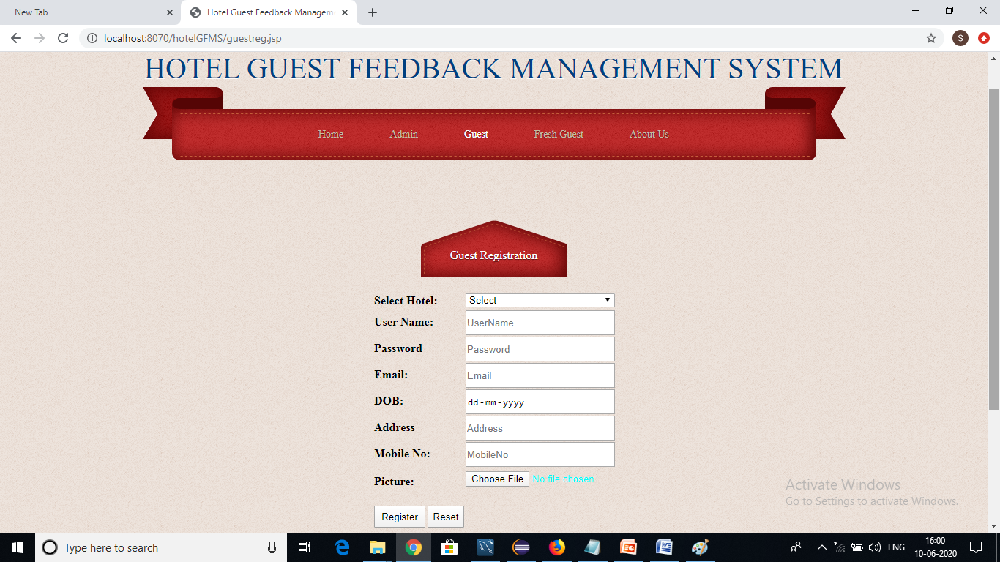 New Tab
Hotel Guest Feedback Managem
localhost:8070/hotelGFMS/guestreg.jsp
S
HOTEL GUEST FEEDBACK MANAGEMENT SYSTEM
Home Admin Guest Fresh Guest About Us
Guest Registration
Select Hotel: Select
User Name: UserName
Password Password
Email: Email
DOB: dd-mm-yyyy
Address Address
Mobile No: MobileNo
Picture: Choose File No file chosen
Register Reset
Activate Windows
Go to Settings to activate Windows.
Type here to search
ENG
16:00
10-06-2020